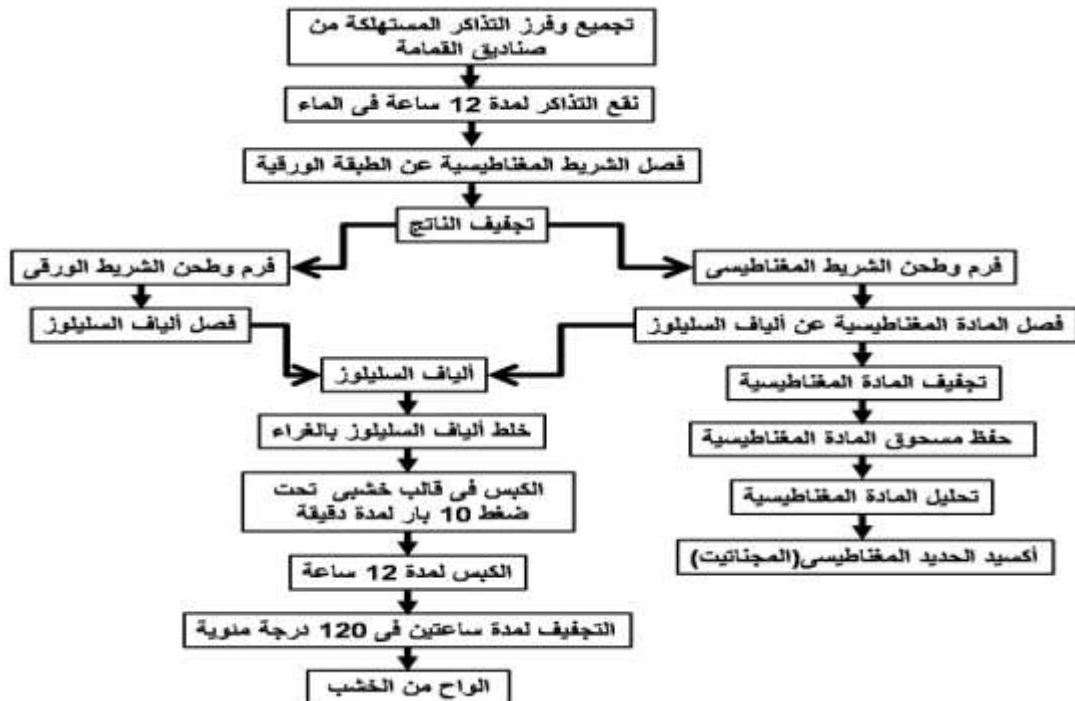 تجميع وفرز التذاكر المستهلكة من
صناديق القمامة
نقع التذاكر لمدة 12 ساعة فى الماء
فصل الشريط المغناطيسية عن الطبقة الورقية
تجفيف الناتج
فرم وطحن الشريط المغناطيسى
فرم وطحن الشريط الورقى
فصل المادة المغناطيسية عن ألياف السليلوز
فصل ألياف السليلوز
ألياف السليلوز
تجفيف المادة المغناطيسية
خلط ألياف السليلوز بالغراء
حفظ مسحوق المادة المغناطيسية
الكبس فى قالب خشبى تحت
ضغط 10 بار لمدة دقيقة
تحليل المادة المغناطيسية
أكسيد الحديد المغناطيسى(المجناتيت)
الكبس لمدة 12 ساعة
التجفيف لمدة ساعتين فى 120 درجة مئوية
الواح من الخشب